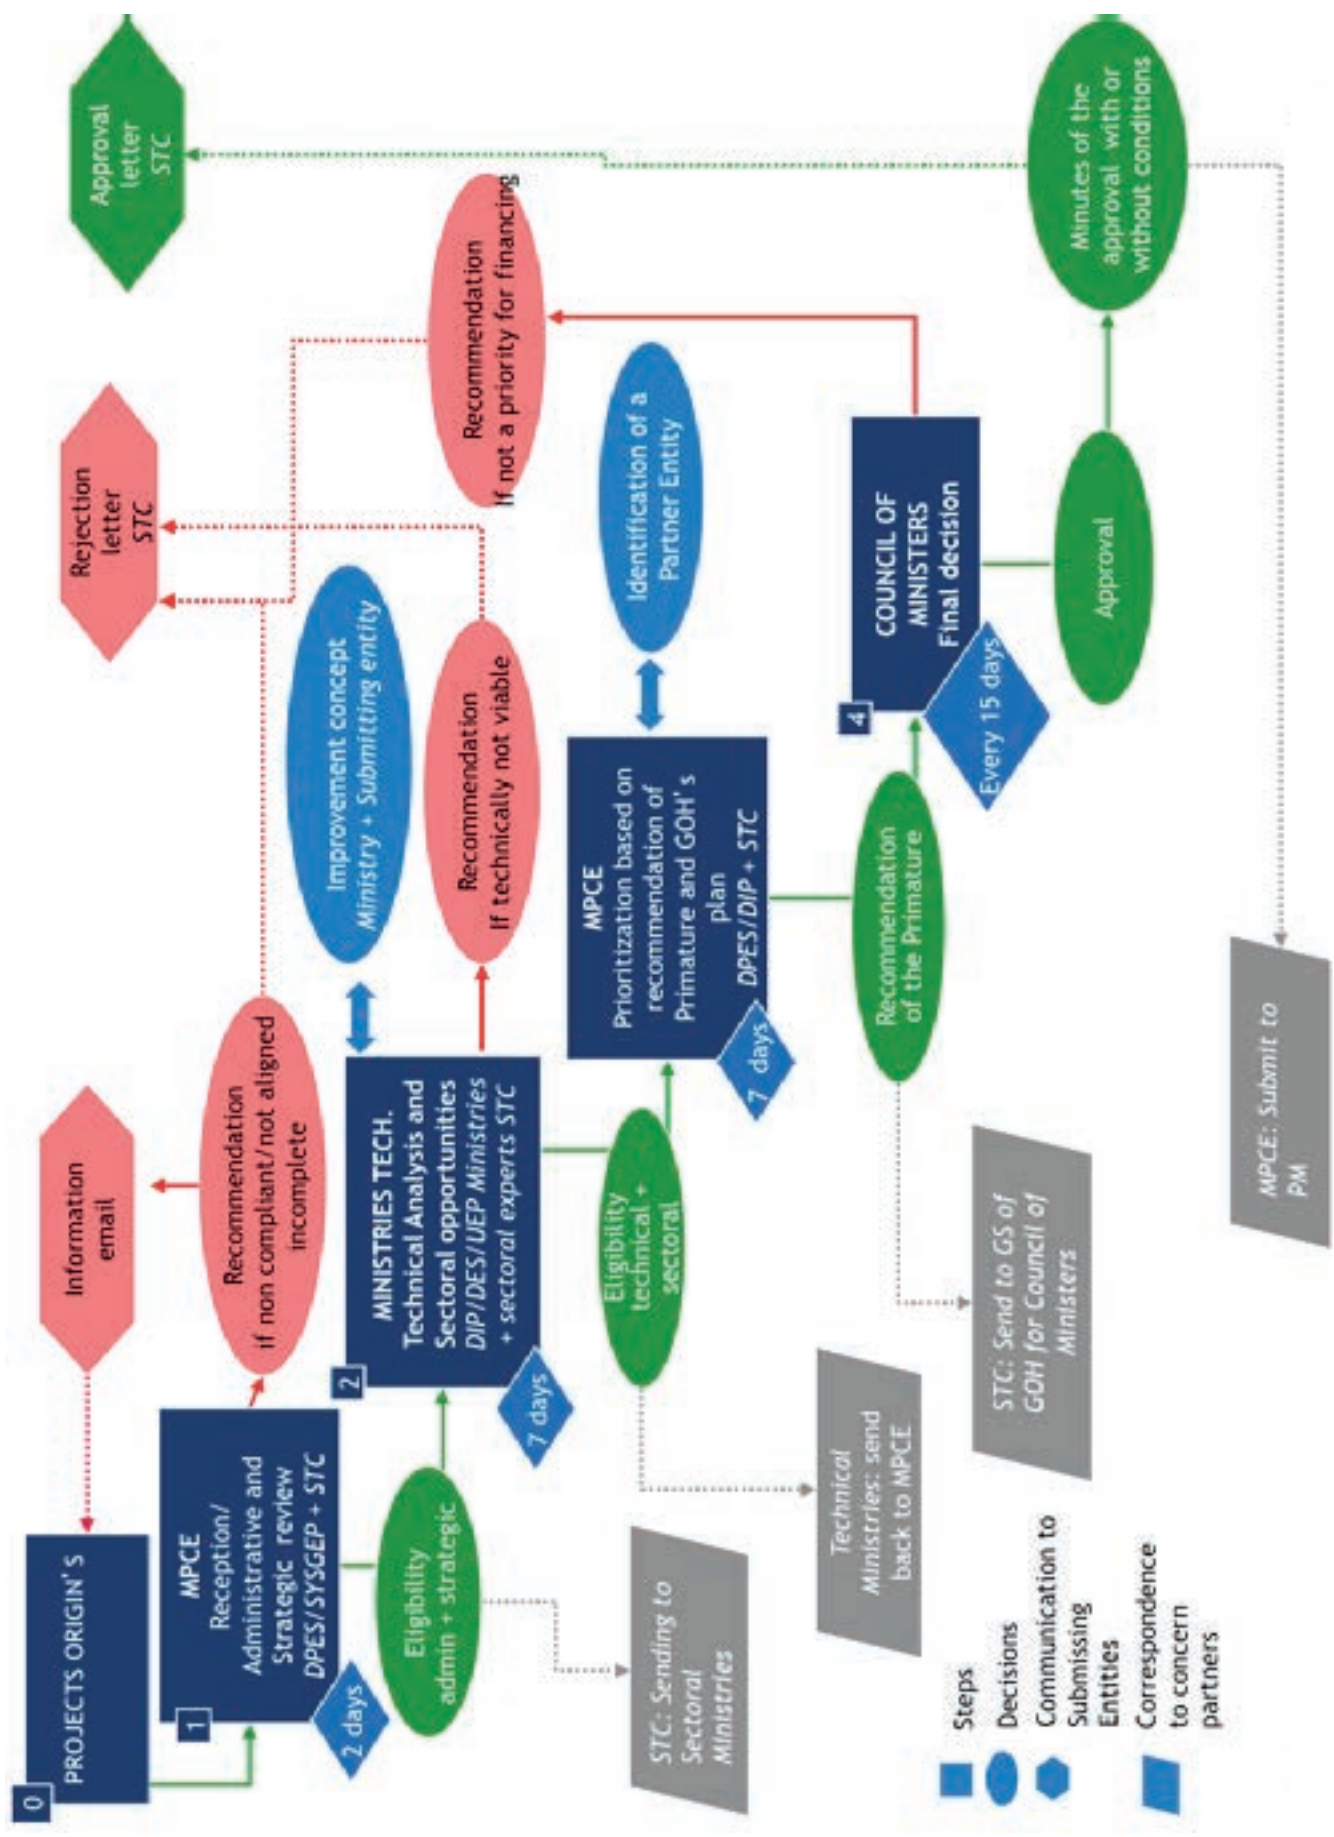 0
PROJECTS ORIGIN'S
1
MPCE
Reception/
Administrative and
Strategic review
DPES/SYSGEP + STC
2 days
Information
email
Recommendation
if non compliant/not aligned
incomplete
Rejection
letter
STC
Approval
letter
STC
Eligibility
admin + strategic
2
MINISTRIES TECH.
Technical Analysis and
Sectoral opportunities
DIP/DES/UEP Ministries
+ sectoral experts STC
7 days
Improvement concept
Ministry + Submitting entity
Recommendation
If technically not viable
Recommendation
If not a priority for financing
Eligibility
technical +
sectoral
MPCE
Prioritization based on
recommendation of
Primature and GOH's
plan
DPES/DIP + STC
7 days
Identification of a
Partner Entity
Recommendation
of the Primature
4
COUNCIL OF
MINISTERS
Final decision
Every 15 days
Approval
Minutes of the
approval with or
without conditions
STC: Sending to
Sectoral
Ministries
Technical
Ministries: send
back to MPCE
STC: Send to GS of
GOH for Council of
Ministers
MPCE: Submit to
PM
Steps
Decisions
Communication to
Submissing
Entities
Correspondence
to concern
partners